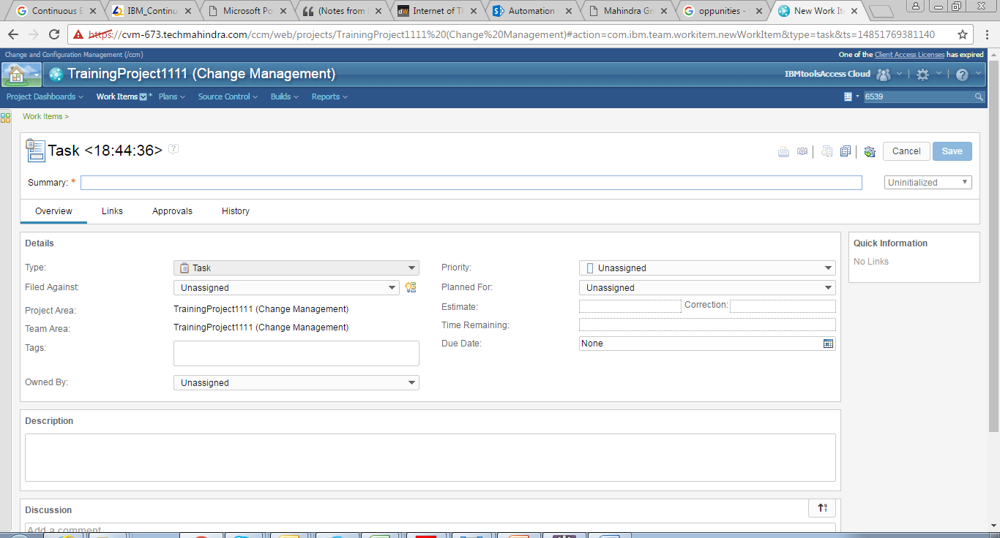 Continuous E
IBM_Continu
Microsoft Po
(Notes from
Internet of T
Automation -
Mahindra Gr
oppunities -
New Work It
https://cvm-673.techmahindra.com/ccm/web/projects/TrainingProject1111%20(Change%20Management)#action=com.ibm.team.workitem.newWorkItem&type=task&ts=14851769381140
Change and Configuration Management (/ccm)
One of the Client Access Licenses has expired
TrainingProject1111 (Change Management)
IBMtoolsAccess Cloud
Project Dashboards Work Items * Plans Source Control Builds Reports
6539
Work Items >
Task <18:44:36> ?
Cancel Save
Summary: *
Uninitialized
Overview Links Approvals History
Details
Quick Information
No Links
Type: Task
Priority: Unassigned
Filed Against: Unassigned
Planned For: Unassigned
Project Area: TrainingProject1111 (Change Management)
Estimate: Correction:
Team Area: TrainingProject1111 (Change Management)
Time Remaining:
Tags:
Due Date: None
Owned By: Unassigned
Description
Discussion
Add a comment